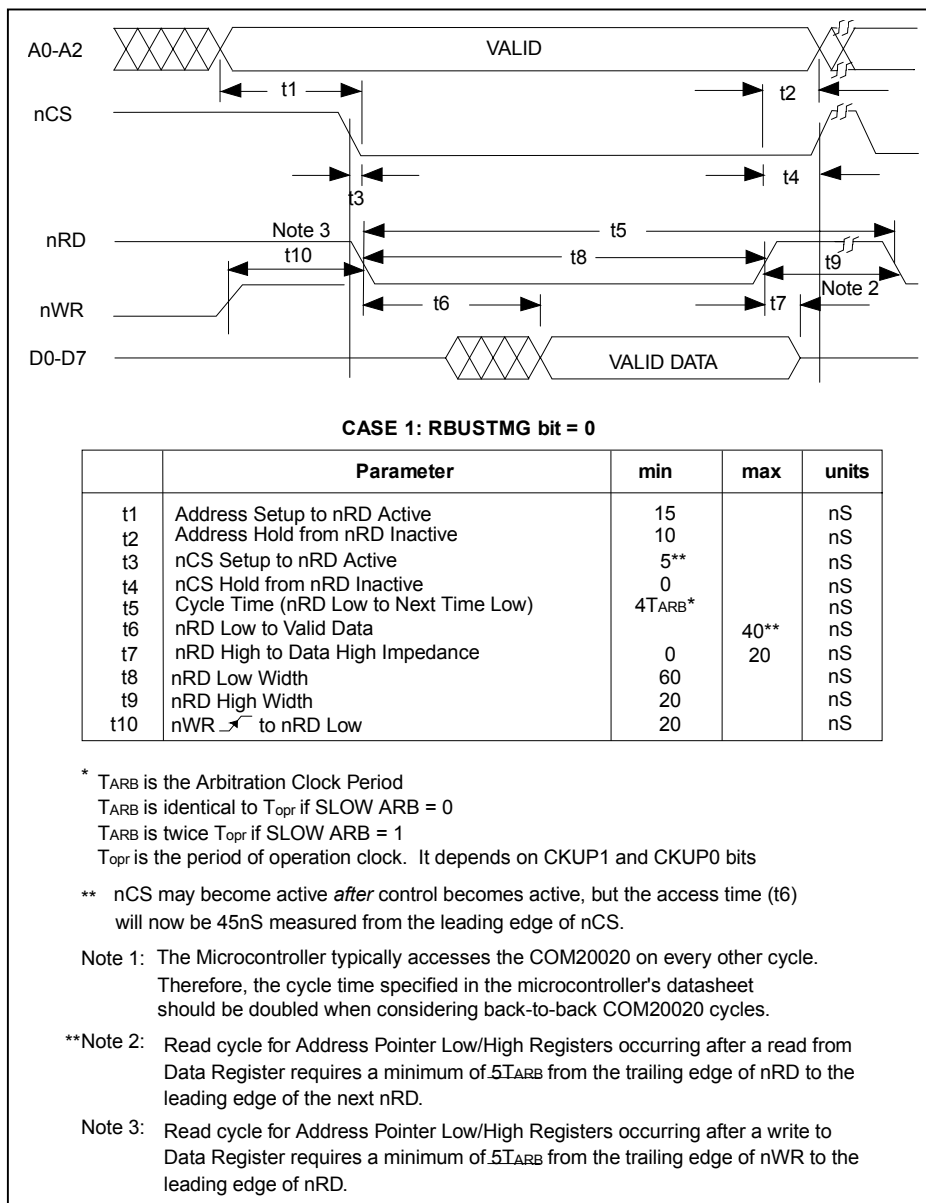 A0-A2
VALID
t1
t2
nCS
t3
t4
nRD
Note 3
t5
t10
t8
t9
Note 2
nWR
t6
t7
D0-D7
VALID DATA
CASE 1: RBUSTMG bit = 0
Parameter min max units
t1 Address Setup to nRD Active 15 nS
t2 Address Hold from nRD Inactive 10 nS
t3 nCS Setup to nRD Active 5** nS
t4 nCS Hold from nRD Inactive 0 nS
t5 Cycle Time (nRD Low to Next Time Low) 4TARB* nS
t6 nRD Low to Valid Data 40** nS
t7 nRD High to Data High Impedance 0 20 nS
t8 nRD Low Width 60 nS
t9 nRD High Width 20 nS
t10 nWR to nRD Low 20 nS
* TARB is the Arbitration Clock Period
TARB is identical to Topr if SLOW ARB = 0
TARB is twice Topr if SLOW ARB = 1
Topr is the period of operation clock. It depends on CKUP1 and CKUP0 bits
** nCS may become active after control becomes active, but the access time (t6)
will now be 45nS measured from the leading edge of nCS.
Note 1: The Microcontroller typically accesses the COM20020 on every other cycle.
Therefore, the cycle time specified in the microcontroller's datasheet
should be doubled when considering back-to-back COM20020 cycles.
**Note 2: Read cycle for Address Pointer Low/High Registers occurring after a read from
Data Register requires a minimum of 5TARB from the trailing edge of nRD to the
leading edge of the next nRD.
Note 3: Read cycle for Address Pointer Low/High Registers occurring after a write to
Data Register requires a minimum of 5TARB from the trailing edge of nWR to the
leading edge of nRD.